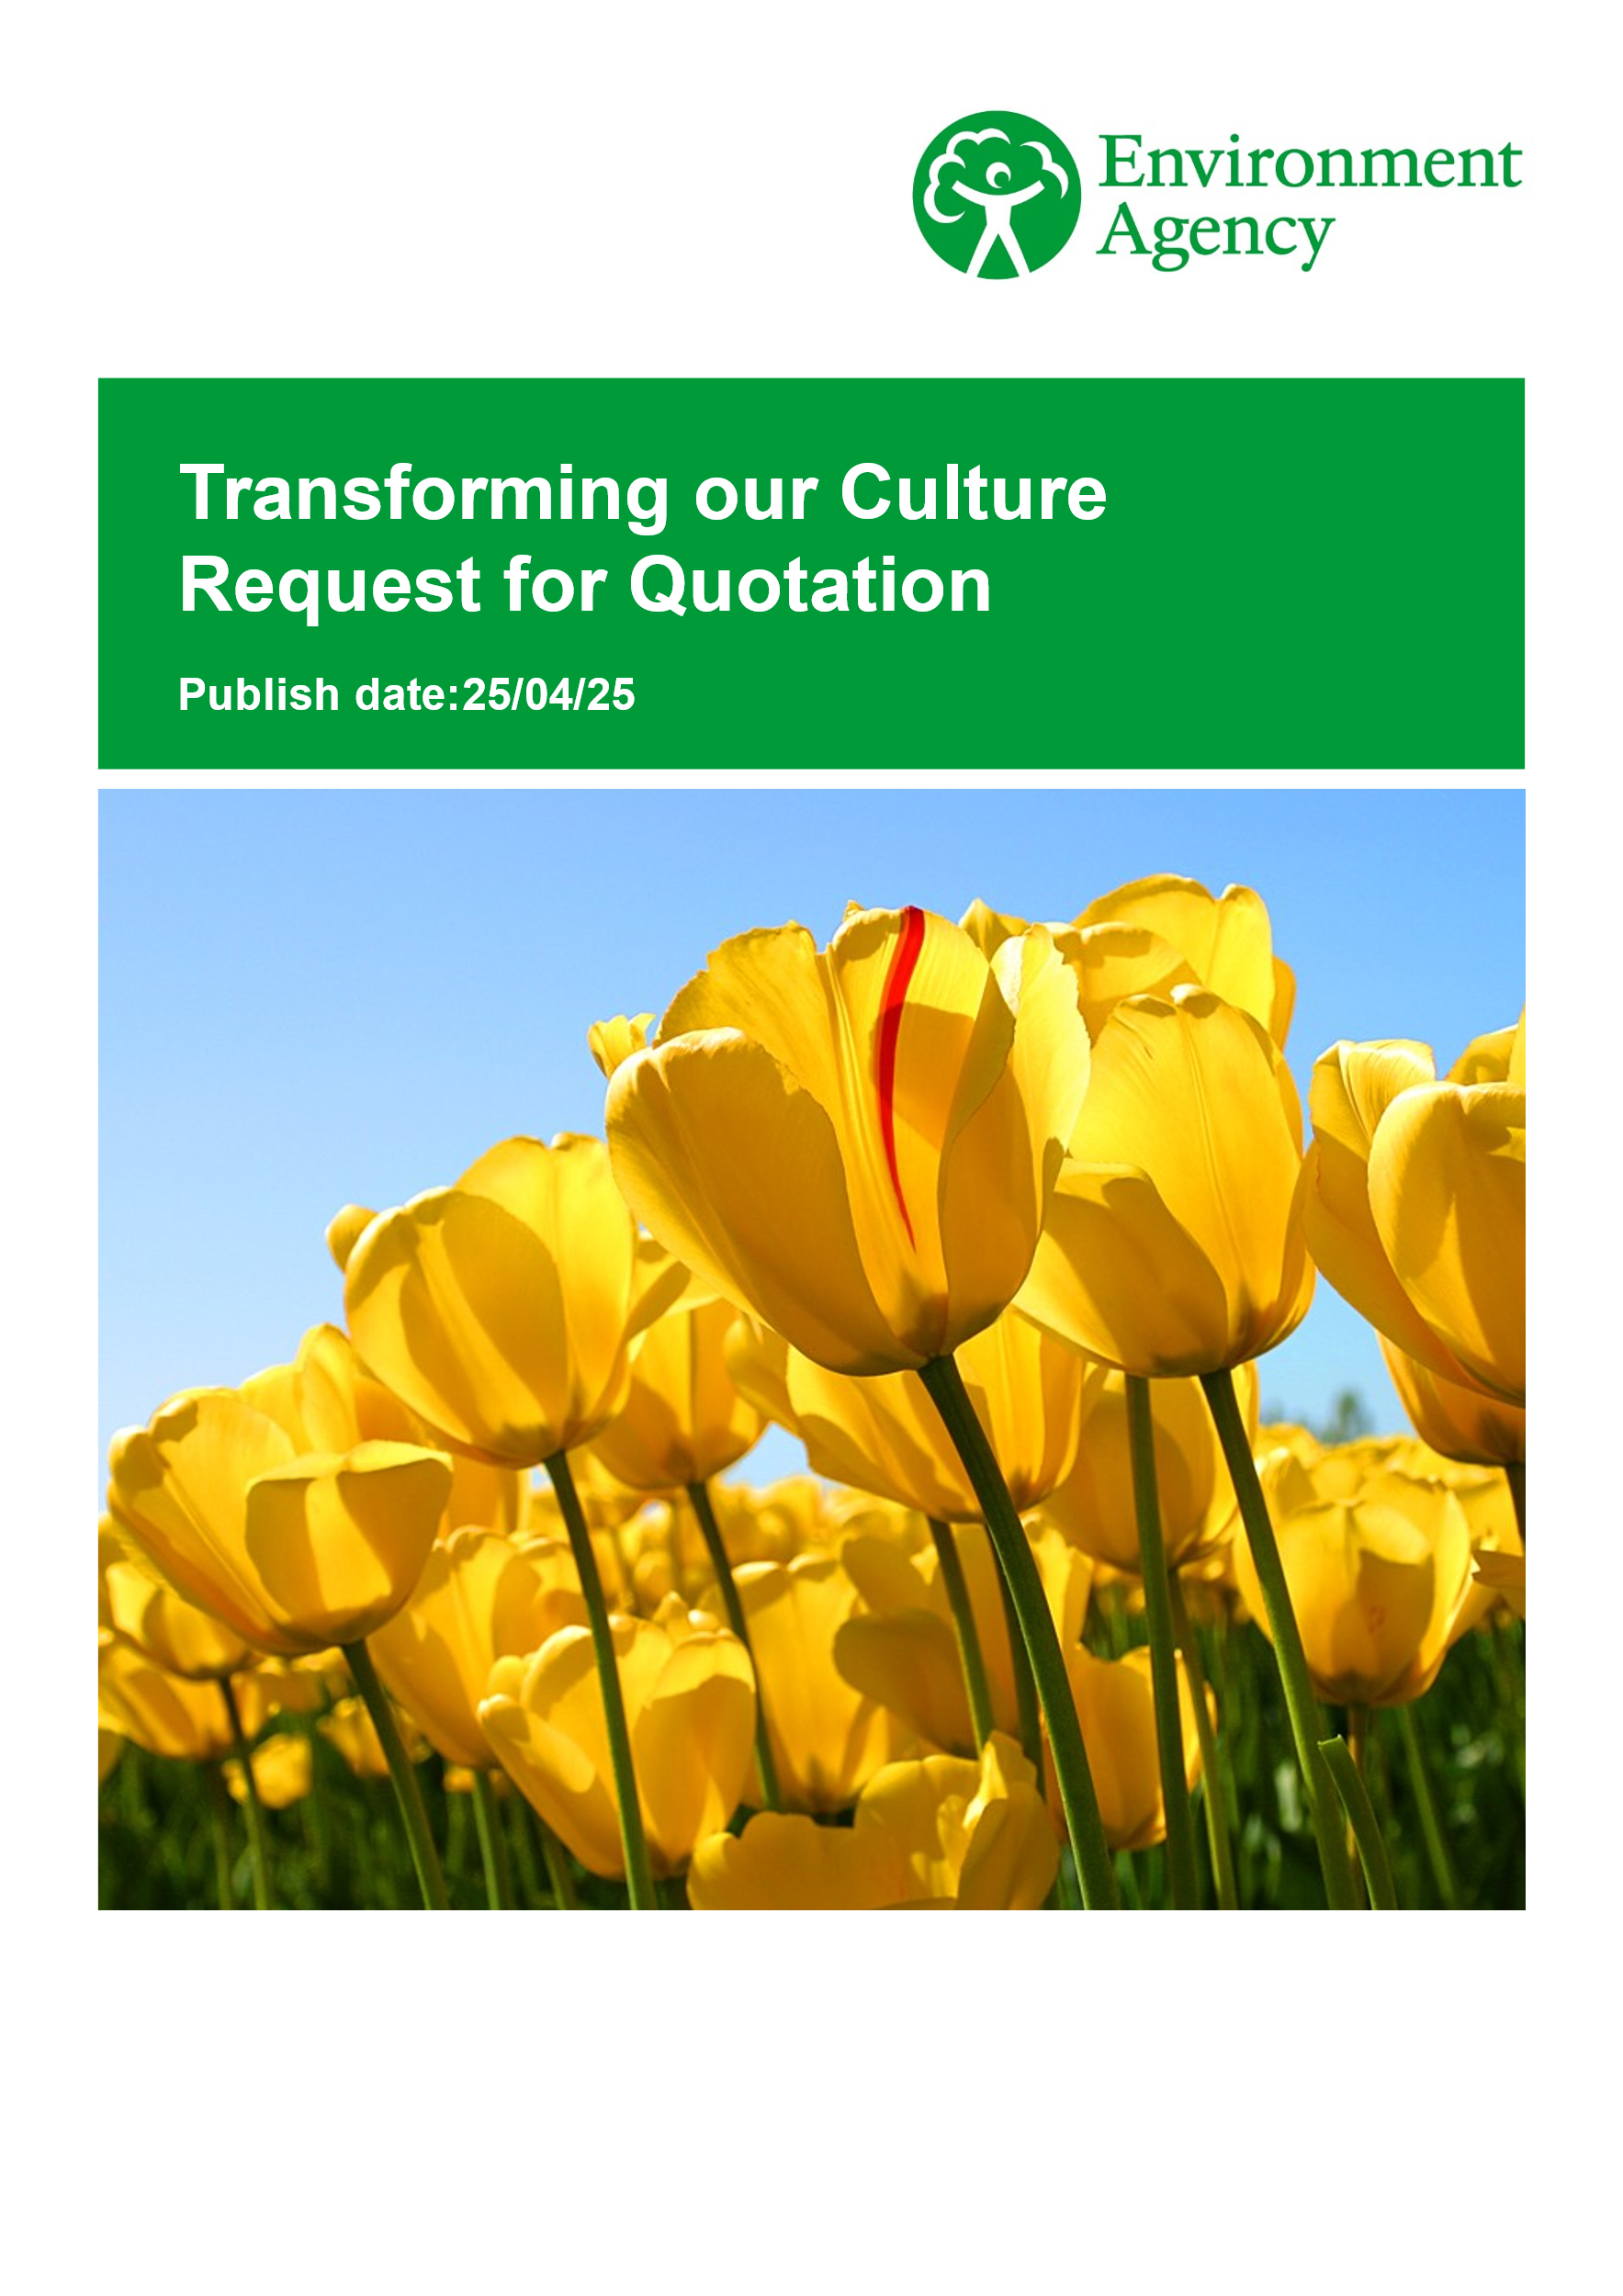 Environment
Agency
Transforming our Culture
Request for Quotation
Publish date:25/04/25